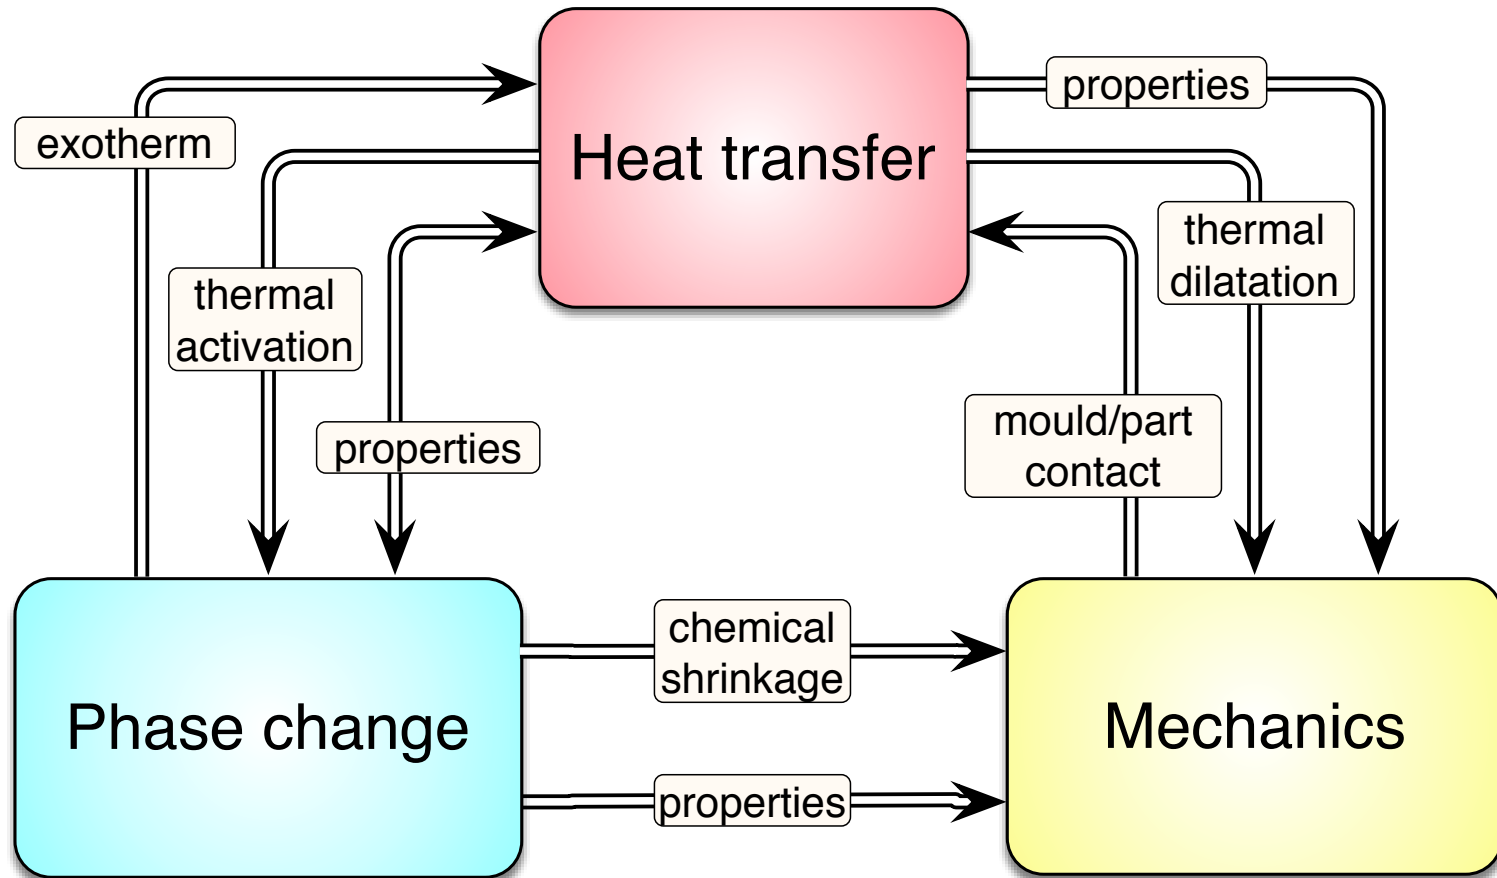 properties
exotherm
Heat transfer
thermal
dilatation
thermal
activation
mould/part
contact
properties
chemical
shrinkage
Phase change
Mechanics
properties